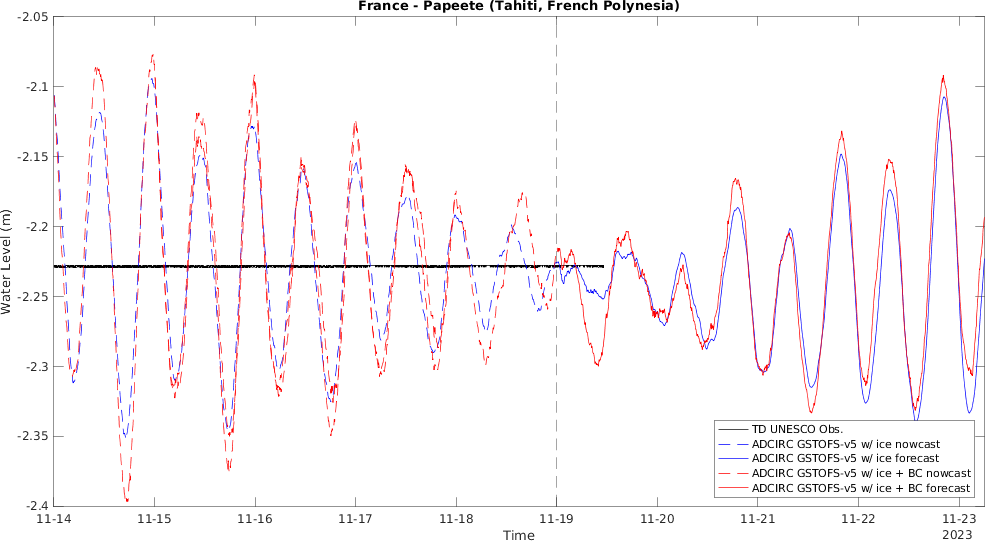 France - Papeete (Tahiti, French Polynesia)
-2.05
-2.1
-2.15
-2.2
-2.25
-2.3
-2.35
-2.4
Water Level (m)
TD UNESCO Obs.
ADCIRC GSTOFS-v5 w/ ice nowcast
ADCIRC GSTOFS-v5 w/ ice forecast
ADCIRC GSTOFS-v5 w/ ice + BC nowcast
ADCIRC GSTOFS-v5 w/ ice + BC forecast
11-14 11-15 11-16 11-17 11-18 11-19 11-20 11-21 11-22 11-23
Time
2023